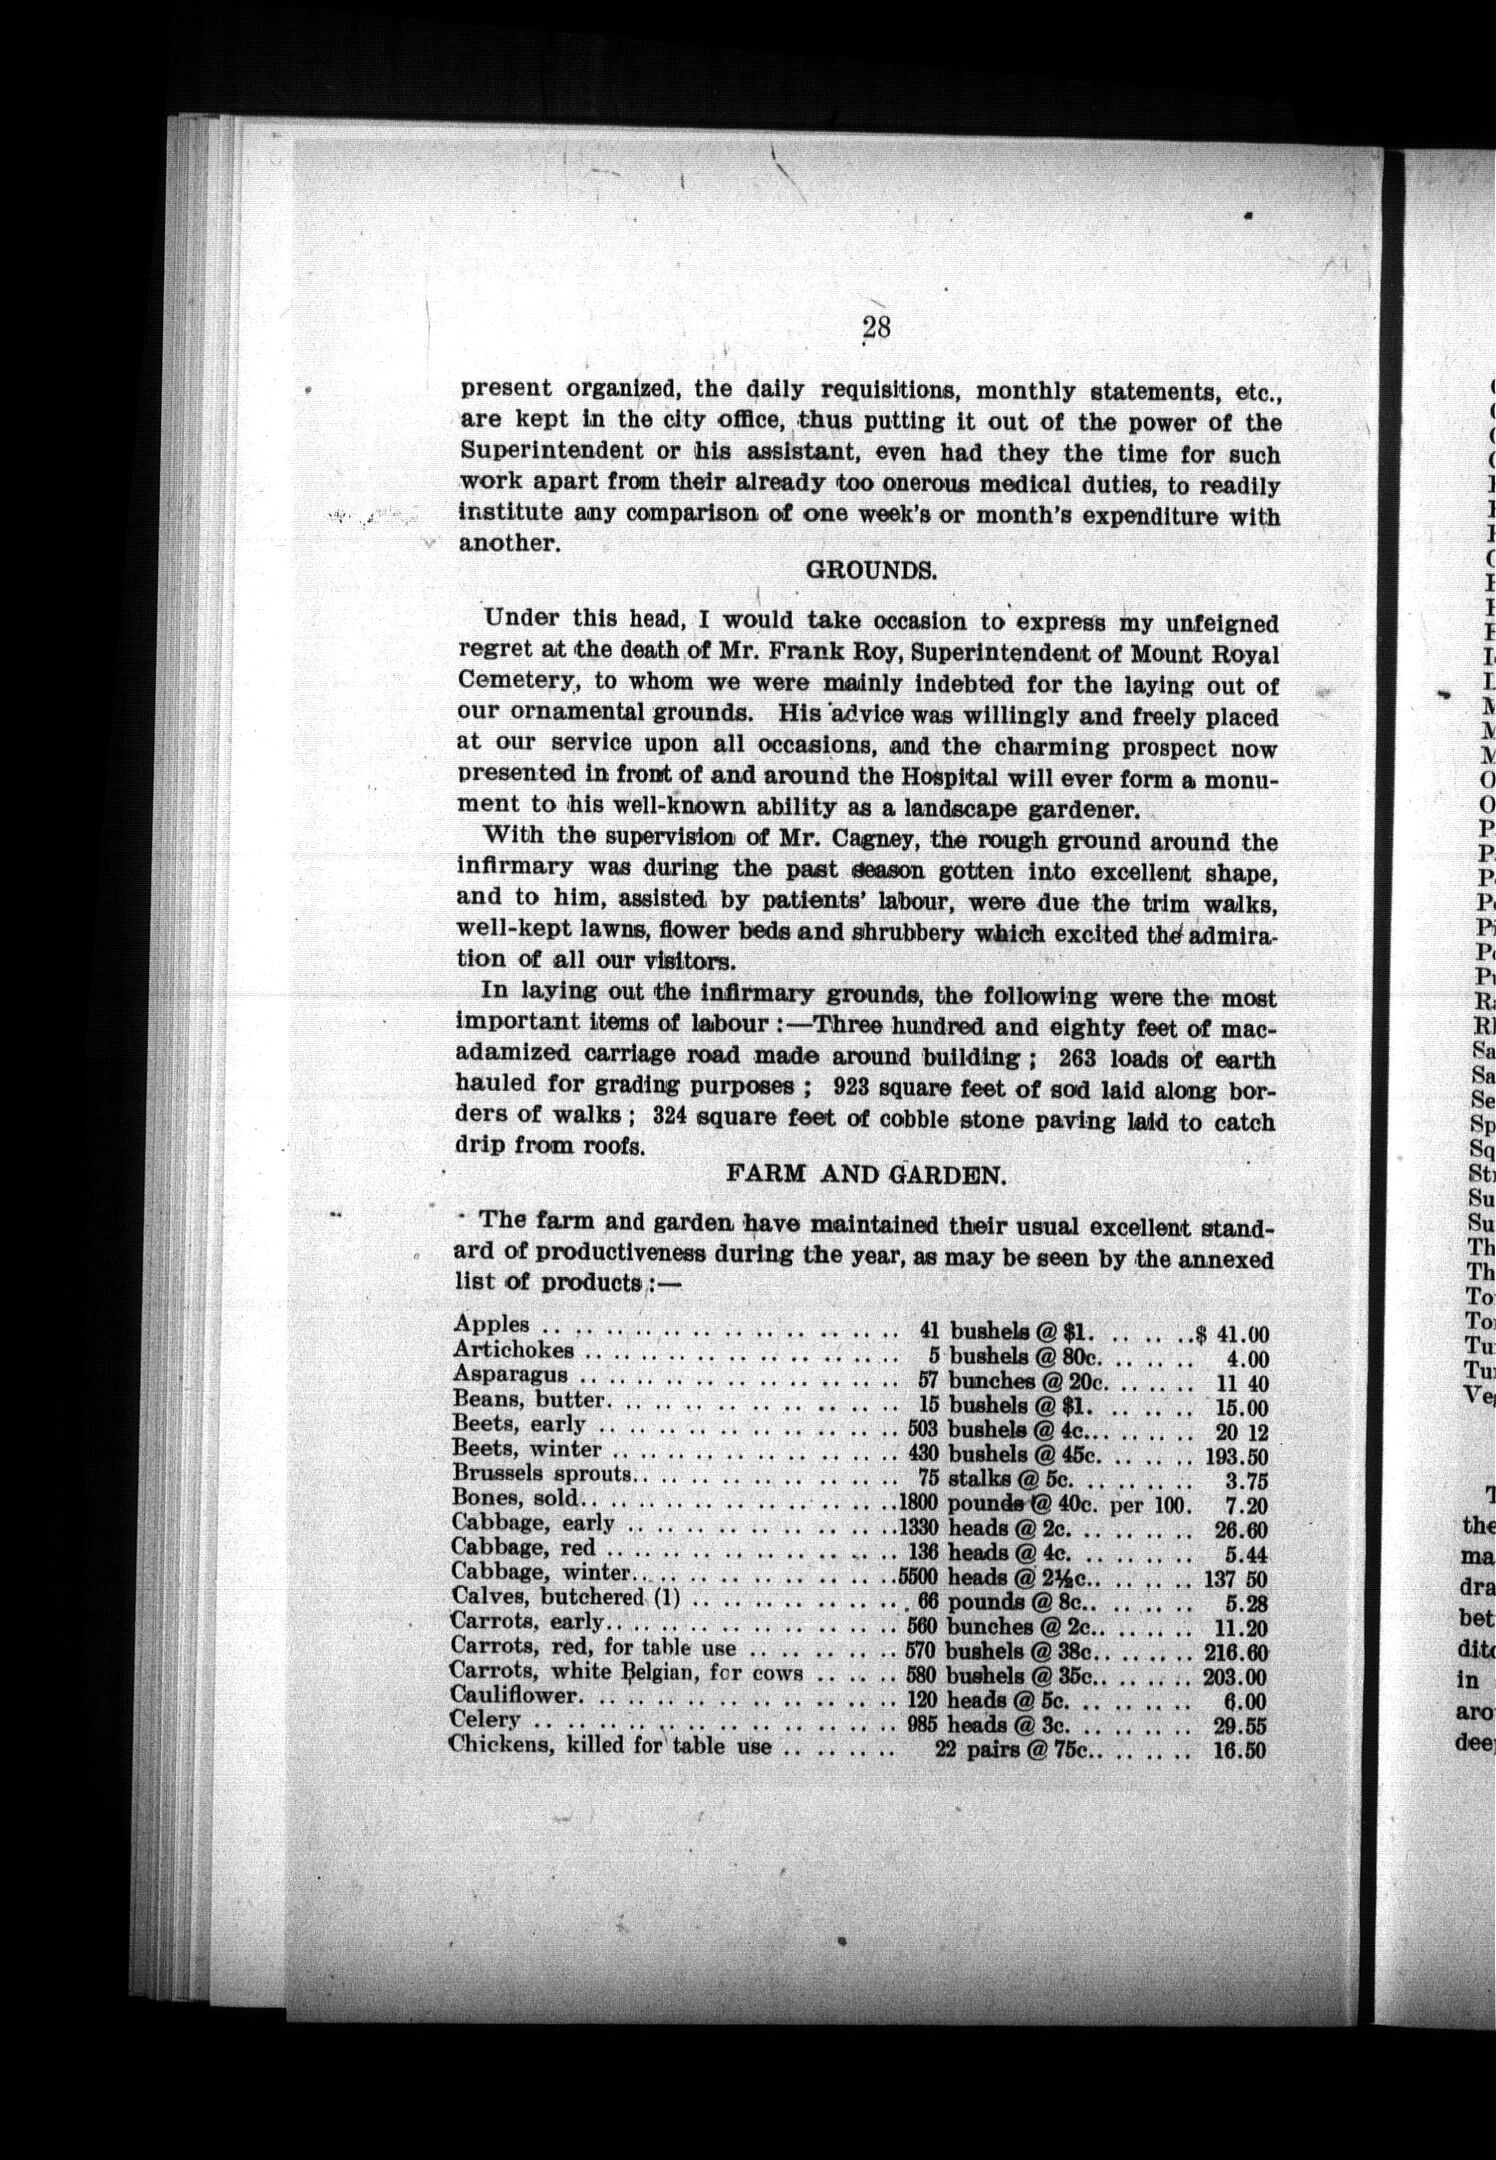 28
present organized, the daily requisitions, monthly statements, etc.,
are kept in the city office, thus putting it out of the power of the
Superintendent or his assistant, even had they the time for such
work apart from their already too onerous medical duties, to readily
institute any comparison of one week's or month's expenditure with
another.
GROUNDS.
Under this head, I would take occasion to express my unfeigned
regret at the death of Mr. Frank Roy, Superintendent of Mount Royal
Cemetery, to whom we were mainly indebted for the laying out of
our ornamental grounds. His advice was willingly and freely placed
at our service upon all occasions, and the charming prospect now
presented in front of and around the Hospital will ever form a monu-
ment to his well-known ability as a landscape gardener.
With the supervision of Mr. Cagney, the rough ground around the
infirmary was during the past season gotten into excellent shape,
and to him, assisted by patients' labour, were due the trim walks,
well-kept lawns, flower beds and shrubbery which excited the admira-
tion of all our visitors.
In laying out the infirmary grounds, the following were the most
important items of labour :—Three hundred and eighty feet of mac-
adamized carriage road made around building ; 263 loads of earth
hauled for grading purposes ; 923 square feet of sod laid along bor-
ders of walks ; 324 square feet of cobble stone paving laid to catch
drip from roofs.
FARM AND GARDEN.
The farm and garden have maintained their usual excellent stand-
ard of productiveness during the year, as may be seen by the annexed
list of products :—
Apples .. .. .. .. .. .. .. .. .. .. .. .. 41 bushels @ $1. .. .. ..$ 41.00
Artichokes .. .. .. .. .. .. .. .. .. .. .. 5 bushels @ 80c. .. .. .. 4.00
Asparagus .. .. .. .. .. .. .. .. .. .. .. 57 bunches @ 20c. .. .. .. 11 40
Beans, butter. .. .. .. .. .. .. .. .. .. .. 15 bushels @ $1. .. .. .. 15.00
Beets, early .. .. .. .. .. .. .. .. .. .. 503 bushels @ 4c... .. .. .. 20 12
Beets, winter .. .. .. .. .. .. .. .. .. .. 430 bushels @ 45c. .. .. .. 193.50
Brussels sprouts.. .. .. .. .. .. .. .. .. 75 stalks @ 5c. .. .. .. .. 3.75
Bones, sold.. .. .. .. .. .. .. .. .. .. ..1800 pounds @ 40c. per 100. 7.20
Cabbage, early .. .. .. .. .. .. .. .. .. ..1330 heads @ 2c. .. .. .. .. 26.60
Cabbage, red .. .. .. .. .. .. .. .. .. .. 136 heads @ 4c. .. .. .. .. 5.44
Cabbage, winter.. .. .. .. .. .. .. .. .. ..5500 heads @ 2½c.. .. .. .. 137 50
Calves, butchered (1) .. .. .. .. .. .. .. 66 pounds @ 8c.. .. .. .. 5.28
Carrots, early.. .. .. .. .. .. .. .. .. .. 560 bunches @ 2c.. .. .. .. 11.20
Carrots, red, for table use .. .. .. .. .. 570 bushels @ 38c.. .. .. .. 216.60
Carrots, white Belgian, for cows .. .. .. 580 bushels @ 35c.. .. .. .. 203.00
Cauliflower. .. .. .. .. .. .. .. .. .. .. 120 heads @ 5c. .. .. .. .. 6.00
Celery .. .. .. .. .. .. .. .. .. .. .. .. 985 heads @ 3c. .. .. .. .. 29.55
Chickens, killed for table use .. .. .. .. 22 pairs @ 75c.. .. .. .. 16.50